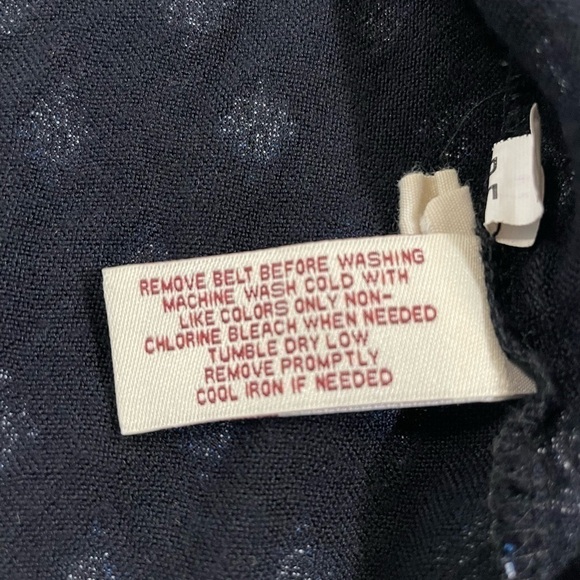 REMOVE BELT BEFORE WASHING
MACHINE WASH COLD WITH
LIKE COLORS ONLY NON-
CHLORINE BLEACH WHEN NEEDED
TUMBLE DRY LOW
REMOVE PROMPTLY
COOL IRON IF NEEDED